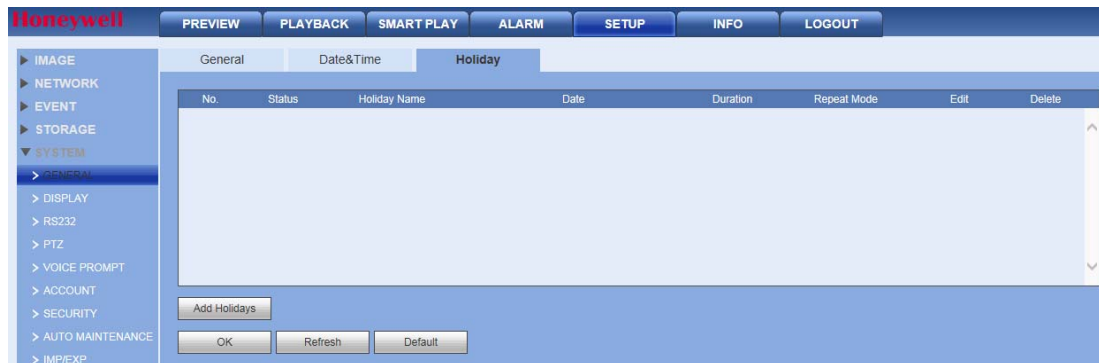 Honeywell
PREVIEW PLAYBACK SMART PLAY ALARM SETUP INFO LOGOUT
General Date&Time Holiday
IMAGE
NETWORK
EVENT
STORAGE
SYSTEM
GENERAL
DISPLAY
RS232
PTZ
VOICE PROMPT
ACCOUNT
SECURITY
AUTO MAINTENANCE
IMP/EXP
No. Status Holiday Name Date Duration Repeat Mode Edit Delete
Add Holidays
OK Refresh Default